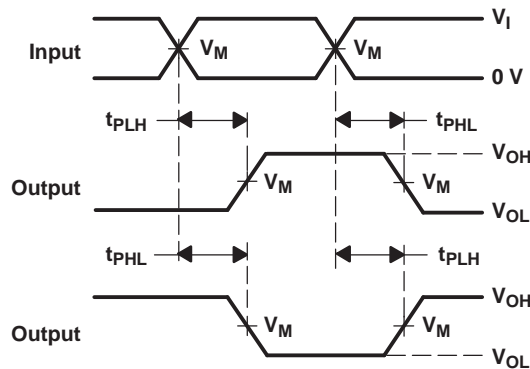 V_I
Input V_M V_M
0 V
t_PLH t_PHL
V_OH
Output V_M V_M
V_OL
t_PHL t_PLH
V_OH
Output V_M V_M
V_OL